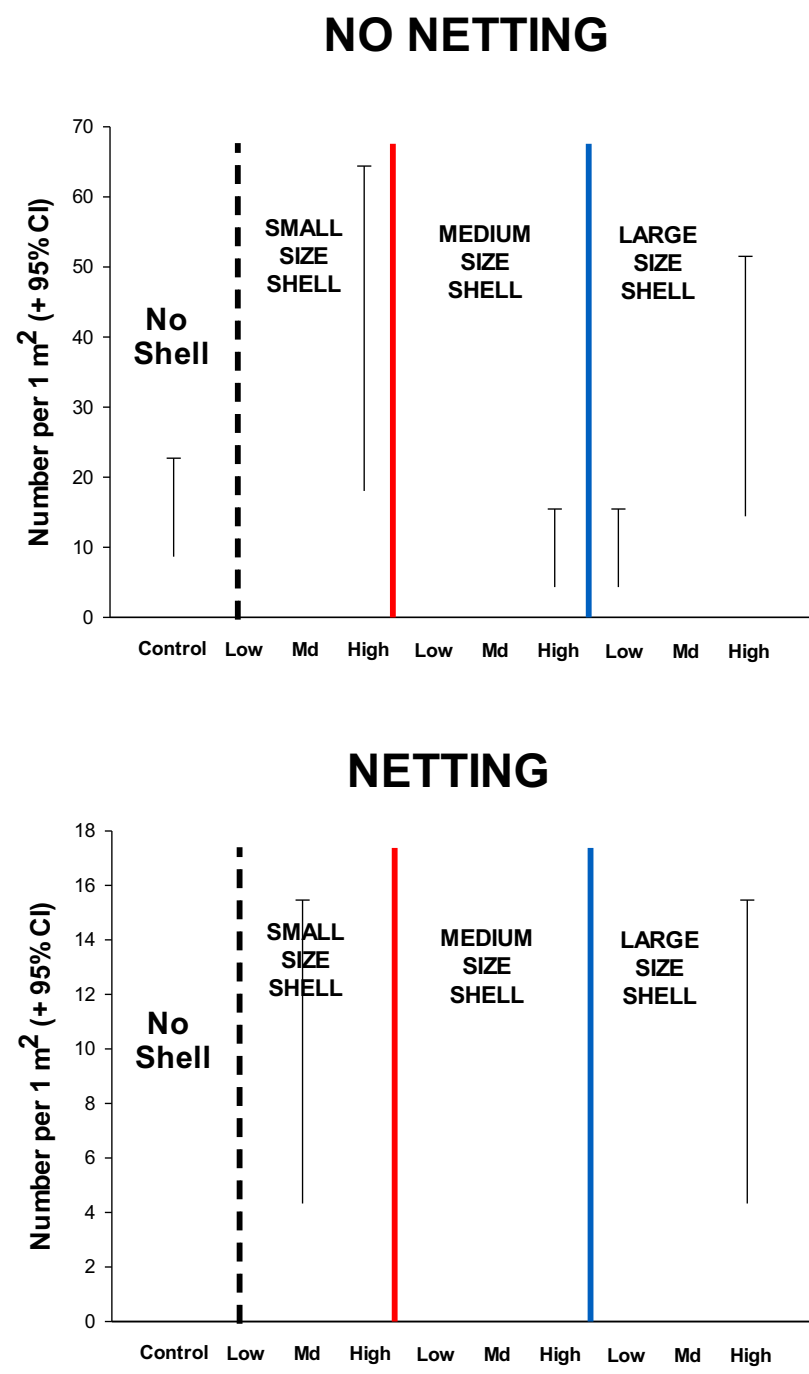 NO NETTING
70
60
50
40
30
20
10
0
Number per 1 m2 (+ 95% CI)
No
Shell
SMALL
SIZE
SHELL
MEDIUM
SIZE
SHELL
LARGE
SIZE
SHELL
Control Low Md High Low Md High Low Md High
NETTING
18
16
14
12
10
8
6
4
2
0
Number per 1 m2 (+ 95% CI)
No
Shell
SMALL
SIZE
SHELL
MEDIUM
SIZE
SHELL
LARGE
SIZE
SHELL
Control Low Md High Low Md High Low Md High